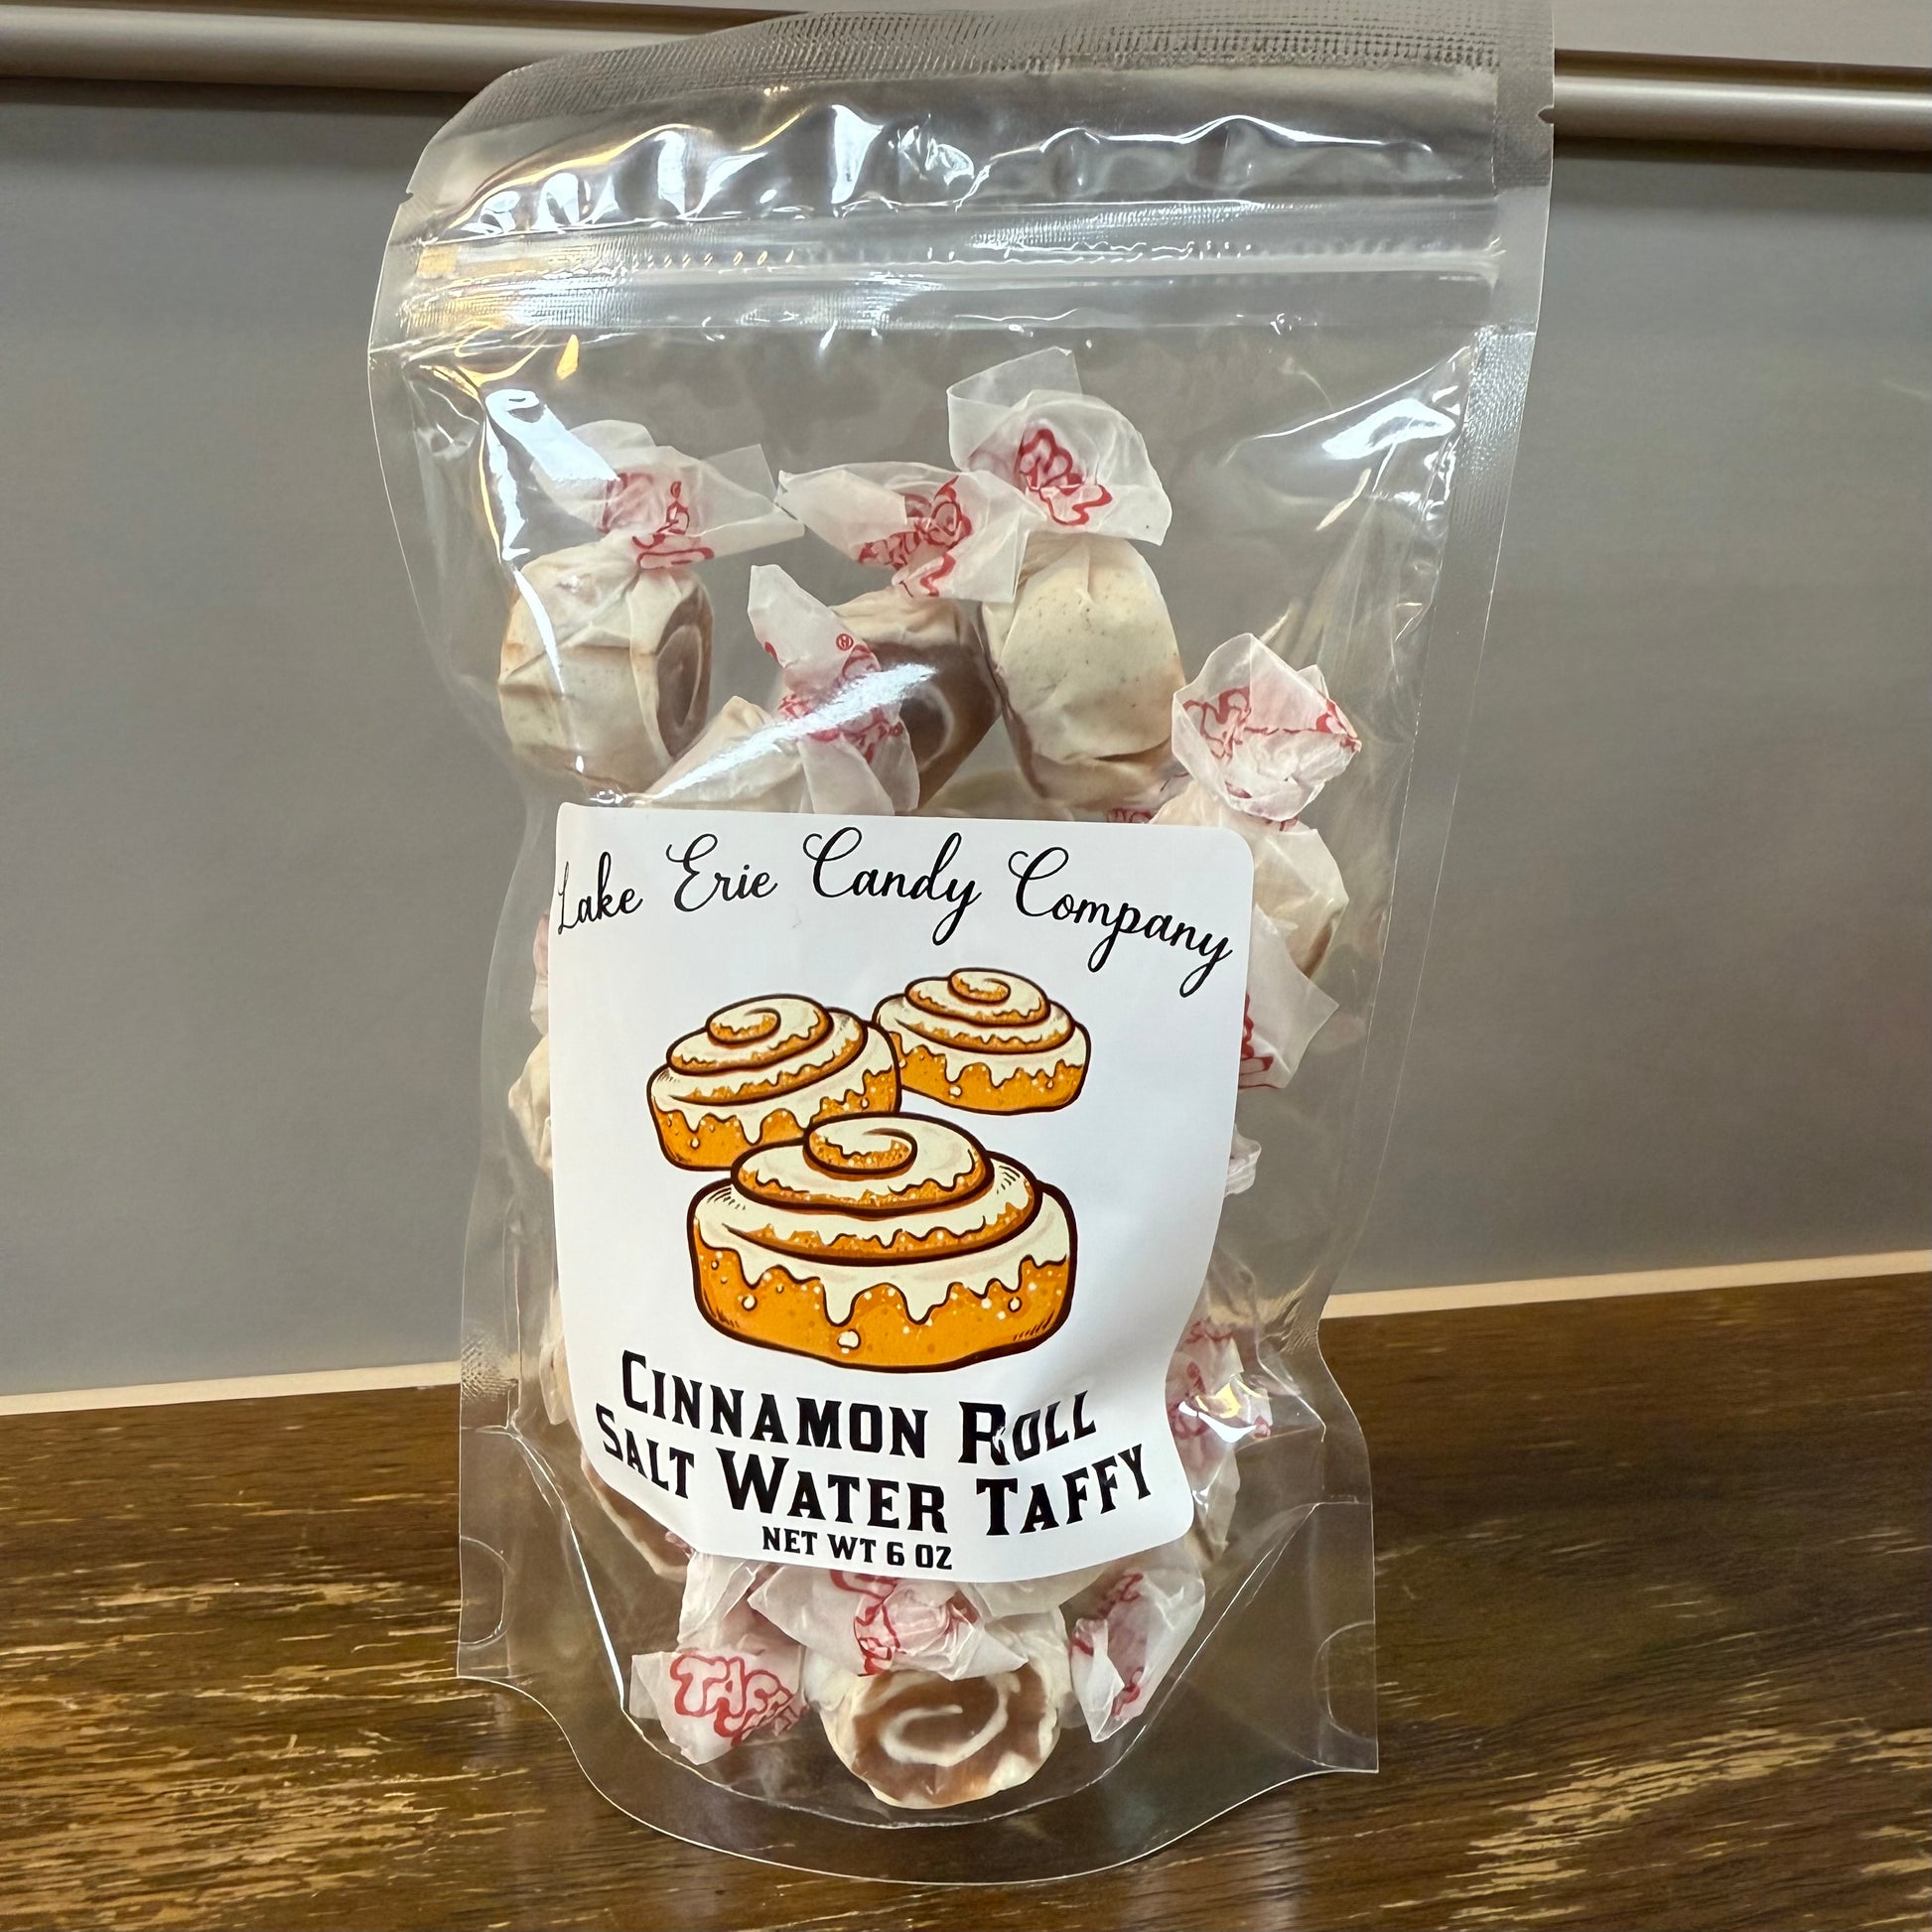 Lake Erie Candy Company
CINNAMON ROLL
SALT WATER TAFFY
NET WT 6 OZ